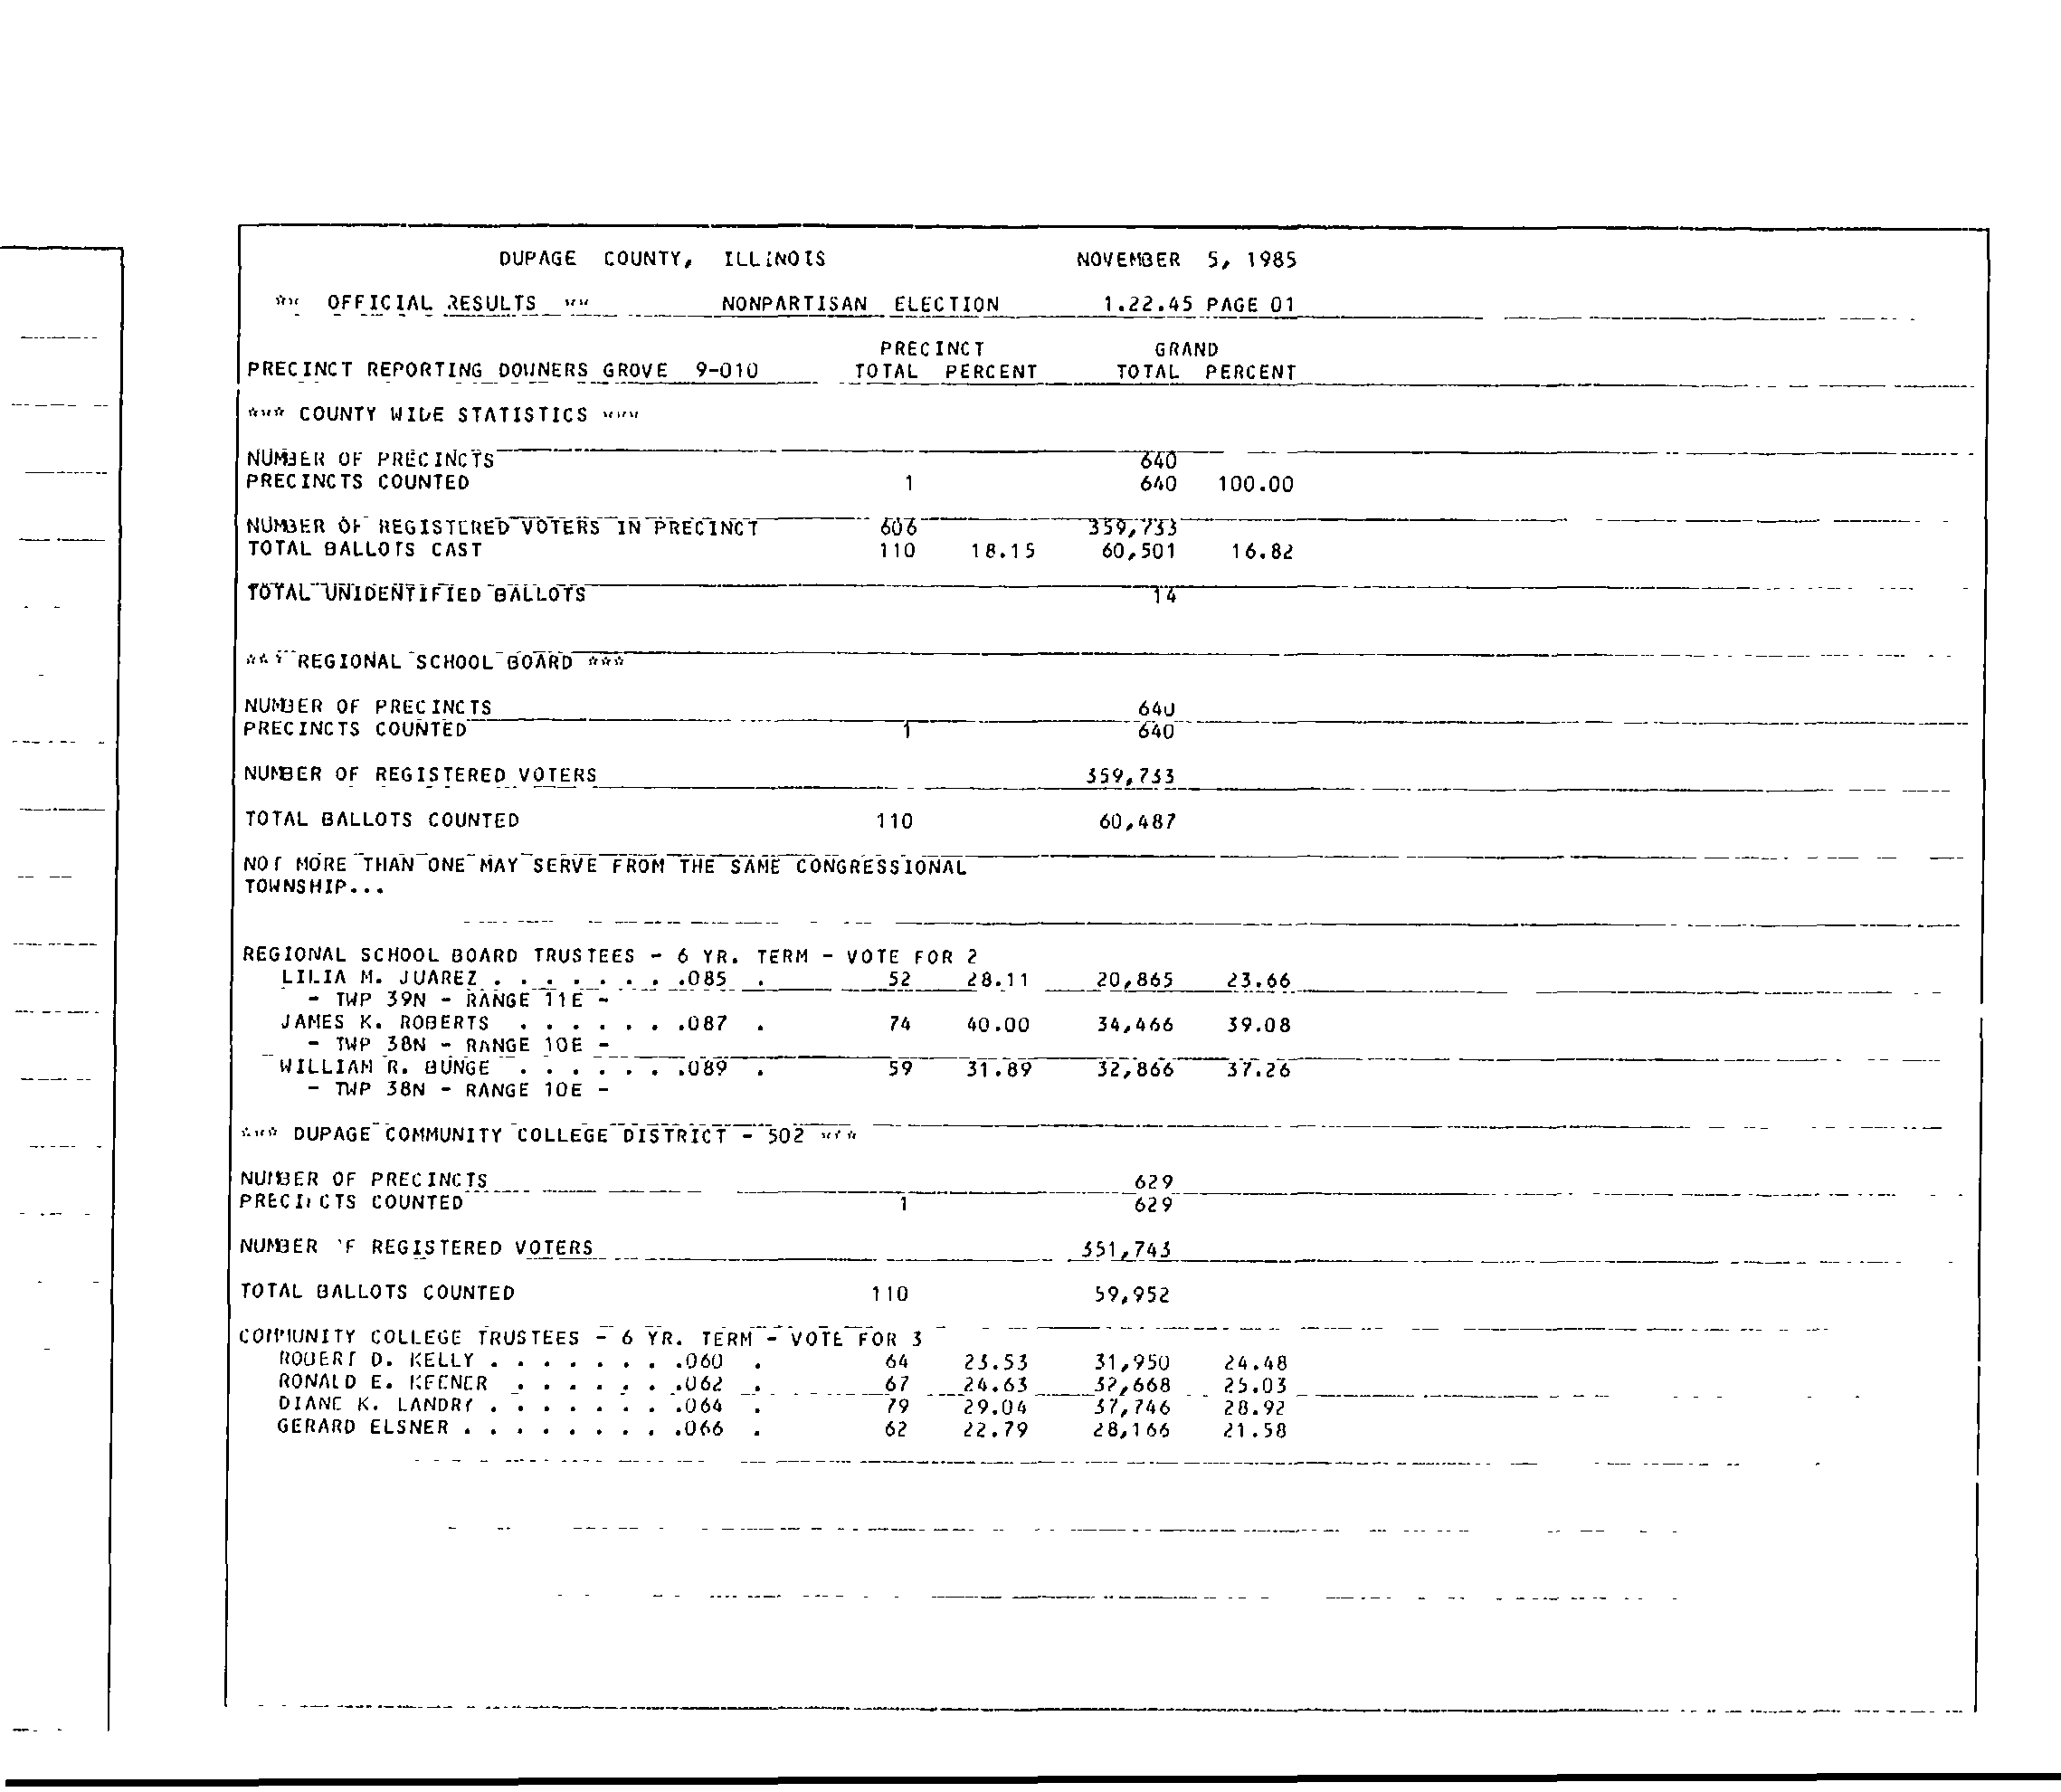 DUPAGE COUNTY, ILLINOIS NOVEMBER 5, 1985
** OFFICIAL RESULTS ** NONPARTISAN ELECTION 1.22.45 PAGE 01
PRECINCT GRAND
PRECINCT REPORTING DOWNERS GROVE 9-010 TOTAL PERCENT TOTAL PERCENT
*** COUNTY WIDE STATISTICS ***
NUMBER OF PRECINCTS 640
PRECINCTS COUNTED 1 640 100.00
NUMBER OF REGISTERED VOTERS IN PRECINCT 606 359,733
TOTAL BALLOTS CAST 110 18.15 60,501 16.82
TOTAL UNIDENTIFIED BALLOTS 14
*** REGIONAL SCHOOL BOARD ***
NUMBER OF PRECINCTS 640
PRECINCTS COUNTED 1 640
NUMBER OF REGISTERED VOTERS 359,733
TOTAL BALLOTS COUNTED 110 60,487
NOT MORE THAN ONE MAY SERVE FROM THE SAME CONGRESSIONAL
TOWNSHIP...
REGIONAL SCHOOL BOARD TRUSTEES - 6 YR. TERM - VOTE FOR 2
LILIA M. JUAREZ . . . . . . . .085 . 52 28.11 20,865 23.66
- TWP 39N - RANGE 11E -
JAMES K. ROBERTS . . . . . . .087 . 74 40.00 34,466 39.08
- TWP 38N - RANGE 10E -
WILLIAM R. BUNGE . . . . . . .089 . 59 31.89 32,866 37.26
- TWP 38N - RANGE 10E -
*** DUPAGE COMMUNITY COLLEGE DISTRICT - 502 ***
NUMBER OF PRECINCTS 629
PRECINCTS COUNTED 1 629
NUMBER OF REGISTERED VOTERS 351,743
TOTAL BALLOTS COUNTED 110 59,952
COMMUNITY COLLEGE TRUSTEES - 6 YR. TERM - VOTE FOR 3
ROBERT D. KELLY . . . . . . . .060 . 64 23.53 31,950 24.48
RONALD E. KEENER . . . . . . .062 . 67 24.63 32,668 25.03
DIANE K. LANDRY . . . . . . . .064 . 79 29.04 37,746 28.92
GERARD ELSNER . . . . . . . . .066 . 62 22.79 28,166 21.58